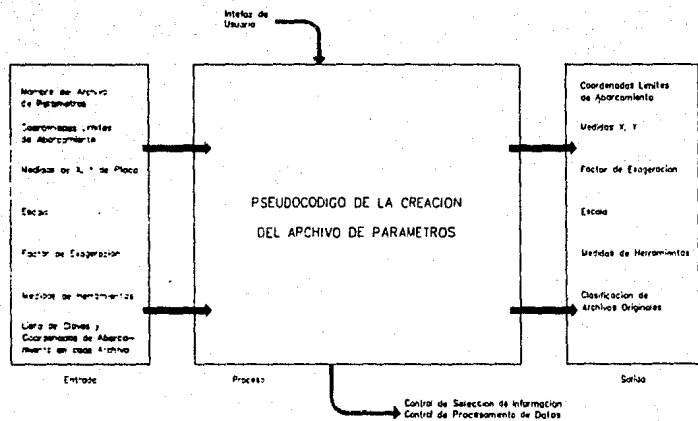 Intefaz de
Usuario
Nombre del Archivo
de Parametros
Coordenadas Limites
de Abarcamiento
Medidas de X, Y de Placa
Escala
Factor de Exageracion
Medidas de Herramientas
Lista de Claves y
Coordenadas de Abarca-
miento en cada Archivo
Entrada
PSEUDOCODIGO DE LA CREACION
DEL ARCHIVO DE PARAMETROS
Proceso
Coordenadas Limites
de Abarcamiento
Medidas X, Y
Factor de Exageracion
Escala
Medidas de Herramientas
Clasificacion de
Archivos Originales
Salida
Control de Seleccion de Informacion
Control de Procesamiento de Datos